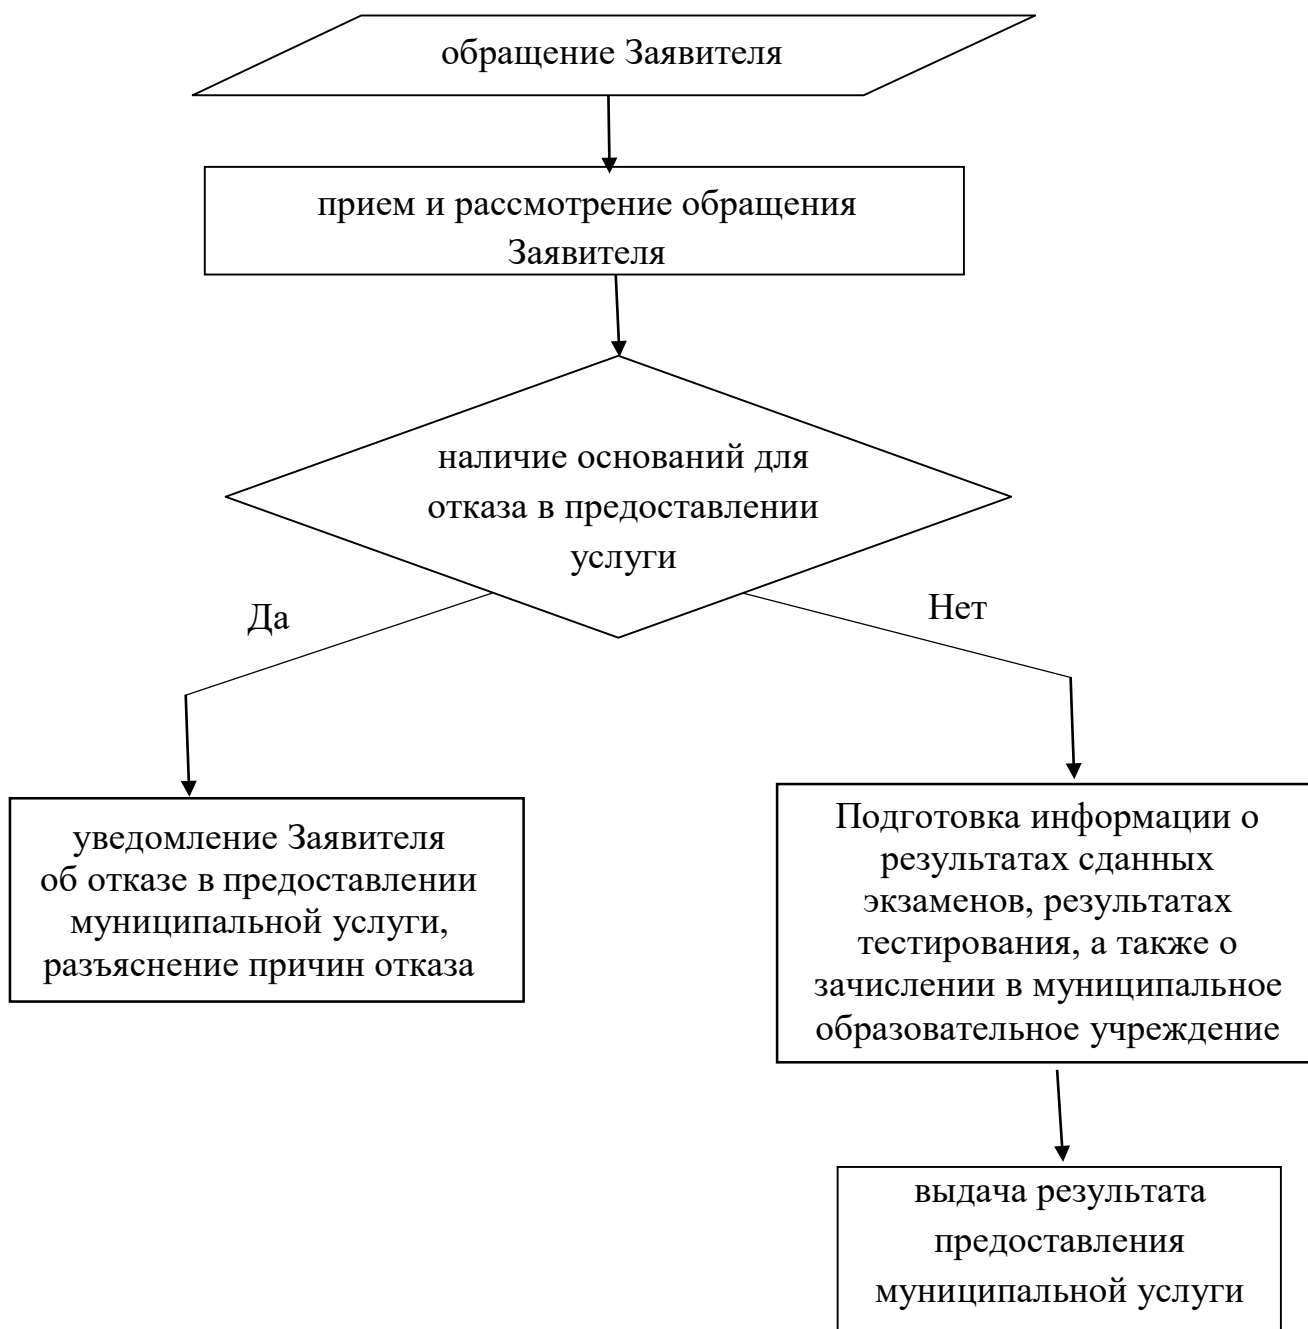 обращение Заявителя
прием и рассмотрение обращения
Заявителя
наличие оснований для
отказа в предоставлении
услуги
Да
Нет
уведомление Заявителя
об отказе в предоставлении
муниципальной услуги,
разъяснение причин отказа
Подготовка информации о
результатах сданных
экзаменов, результатах
тестирования, а также о
зачислении в муниципальное
образовательное учреждение
выдача результата
предоставления
муниципальной услуги